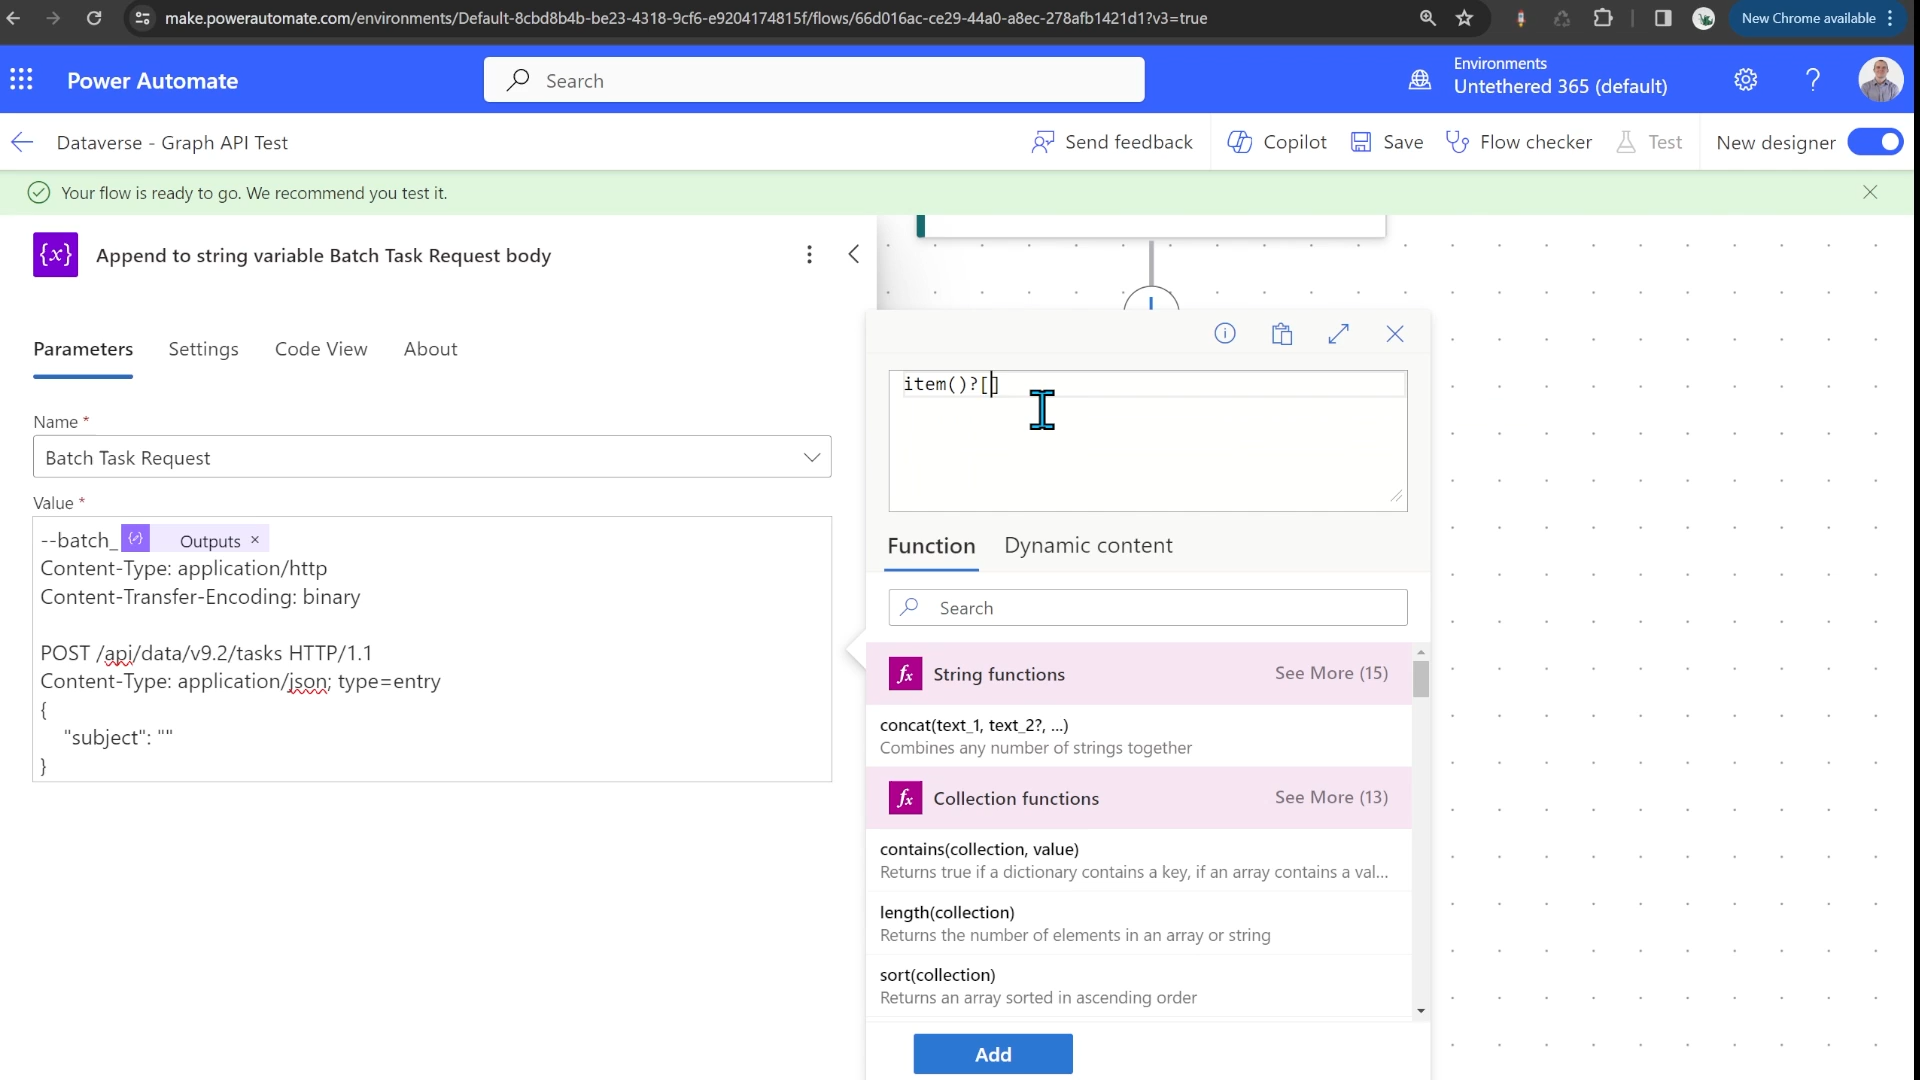 make.powerautomate.com/environments/Default-8cbd8b4b-be23-4318-9cf6-e9204174815f/flows/66d016ac-ce29-44a0-a8ec-278afb1421d1?v3=true
New Chrome available
Power Automate
Search
Environments
Untethered 365 (default)
Dataverse - Graph API Test
Send feedback
Copilot
Save
Flow checker
Test
New designer
Your flow is ready to go. We recommend you test it.
{x}
Append to string variable Batch Task Request body
Parameters
Settings
Code View
About
Name *
Batch Task Request
Value *
--batch_ Outputs ×
Content-Type: application/http
Content-Transfer-Encoding: binary
POST /api/data/v9.2/tasks HTTP/1.1
Content-Type: application/json; type=entry
{
"subject": ""
}
item()?[]
Function
Dynamic content
Search
fx String functions
See More (15)
concat(text_1, text_2?, ...)
Combines any number of strings together
fx Collection functions
See More (13)
contains(collection, value)
Returns true if a dictionary contains a key, if an array contains a val...
length(collection)
Returns the number of elements in an array or string
sort(collection)
Returns an array sorted in ascending order
Add